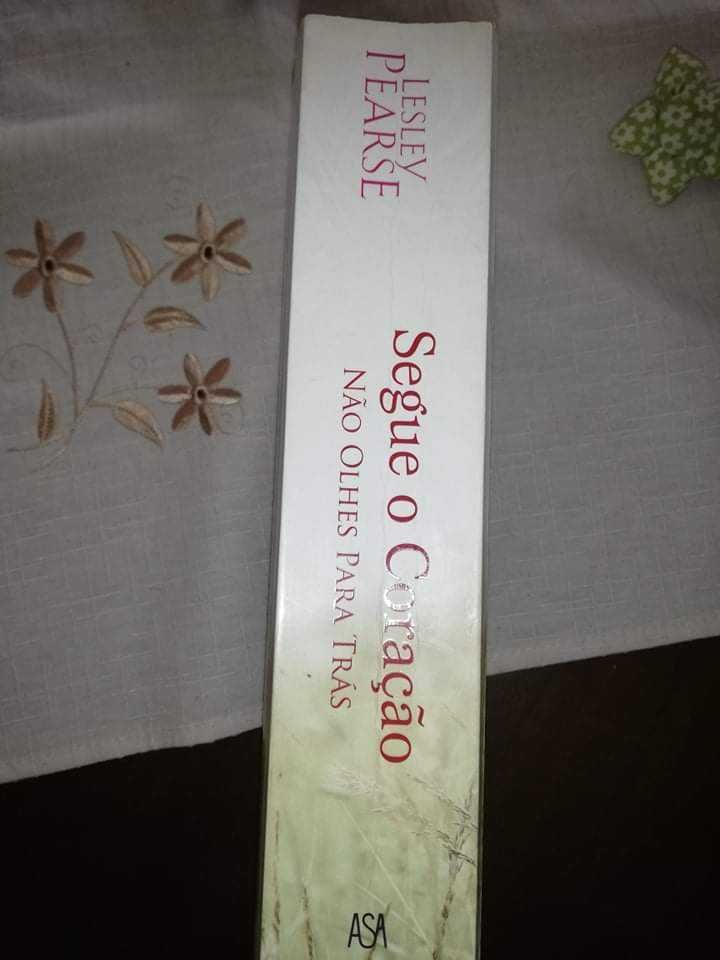 LESLEY
PEARSE
Segue o Coração
NÃO OLHES PARA TRÁS
ASA